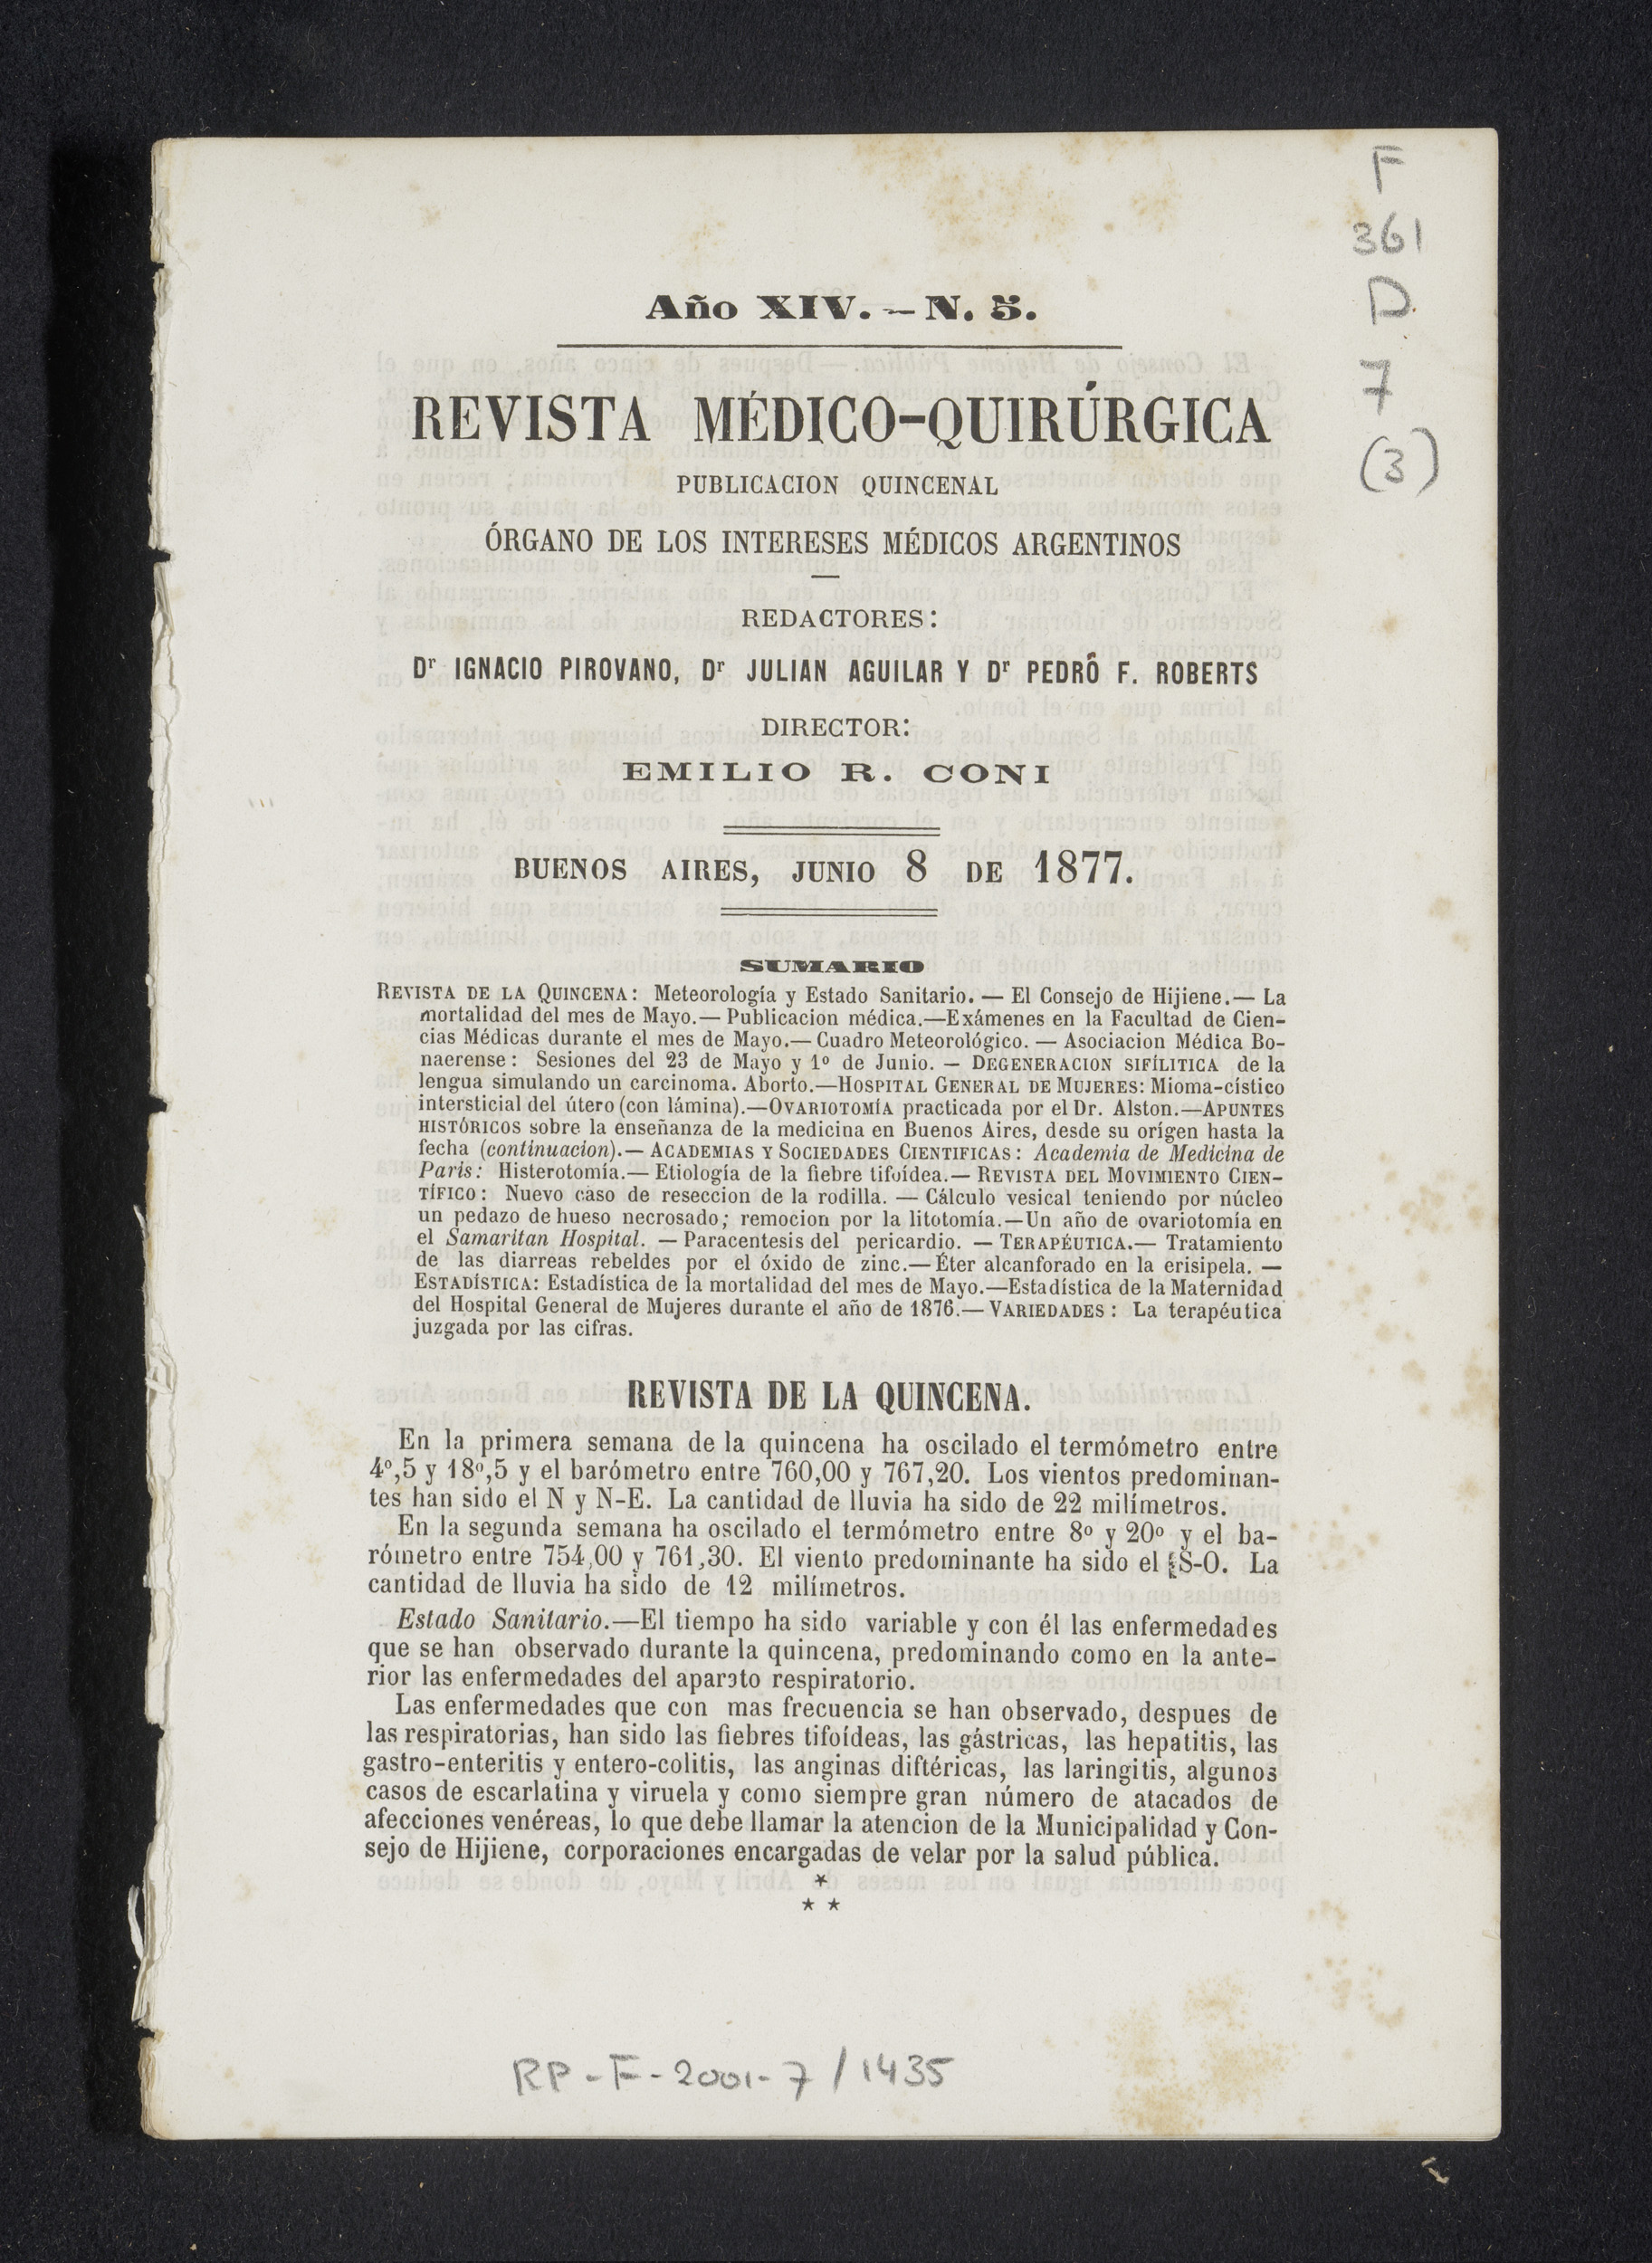 F
361
D
7
(3)
Año XIV. — N. 5.
REVISTA MÉDICO-QUIRÚRGICA
PUBLICACION QUINCENAL
ÓRGANO DE LOS INTERESES MÉDICOS ARGENTINOS
REDACTORES:
Dr IGNACIO PIROVANO, Dr JULIAN AGUILAR Y Dr PEDRO F. ROBERTS
DIRECTOR:
EMILIO R. CONI
BUENOS AIRES, JUNIO 8 DE 1877.
SUMARIO
REVISTA DE LA QUINCENA: Meteorología y Estado Sanitario. — El Consejo de Hijiene.— La
mortalidad del mes de Mayo.— Publicacion médica.—Exámenes en la Facultad de Cien-
cias Médicas durante el mes de Mayo.— Cuadro Meteorológico. — Asociacion Médica Bo-
naerense: Sesiones del 23 de Mayo y 1º de Junio. — DEGENERACION SIFÍLITICA de la
lengua simulando un carcinoma. Aborto.—HOSPITAL GENERAL DE MUJERES: Mioma-cístico
intersticial del útero (con lámina).—OVARIOTOMÍA practicada por el Dr. Alston.—APUNTES
HISTÓRICOS sobre la enseñanza de la medicina en Buenos Aires, desde su orígen hasta la
fecha (continuacion).— ACADEMIAS Y SOCIEDADES CIENTIFICAS: Academia de Medicina de
Paris: Histerotomía.— Etiología de la fiebre tifoídea.— REVISTA DEL MOVIMIENTO CIEN-
TÍFICO: Nuevo caso de reseccion de la rodilla. — Cálculo vesical teniendo por núcleo
un pedazo de hueso necrosado; remocion por la litotomía.—Un año de ovariotomía en
el Samaritan Hospital. — Paracentesis del pericardio. — TERAPÉUTICA.— Tratamiento
de las diarreas rebeldes por el óxido de zinc.— Éter alcanforado en la erisipela. —
ESTADÍSTICA: Estadística de la mortalidad del mes de Mayo.—Estadística de la Maternidad
del Hospital General de Mujeres durante el año de 1876.— VARIEDADES: La terapéutica
juzgada por las cifras.
REVISTA DE LA QUINCENA.
En la primera semana de la quincena ha oscilado el termómetro entre
4º,5 y 18º,5 y el barómetro entre 760,00 y 767,20. Los vientos predominan-
tes han sido el N y N-E. La cantidad de lluvia ha sido de 22 milímetros.
En la segunda semana ha oscilado el termómetro entre 8º y 20º y el ba-
rómetro entre 754,00 y 761,30. El viento predominante ha sido el S-O. La
cantidad de lluvia ha sido de 12 milímetros.
Estado Sanitario.—El tiempo ha sido variable y con él las enfermedades
que se han observado durante la quincena, predominando como en la ante-
rior las enfermedades del aparato respiratorio.
Las enfermedades que con mas frecuencia se han observado, despues de
las respiratorias, han sido las fiebres tifoídeas, las gástricas, las hepatitis, las
gastro-enteritis y entero-colitis, las anginas diftéricas, las laringitis, algunos
casos de escarlatina y viruela y como siempre gran número de atacados de
afecciones venéreas, lo que debe llamar la atencion de la Municipalidad y Con-
sejo de Hijiene, corporaciones encargadas de velar por la salud pública.
*
* *
RP-F-2001-7/1435